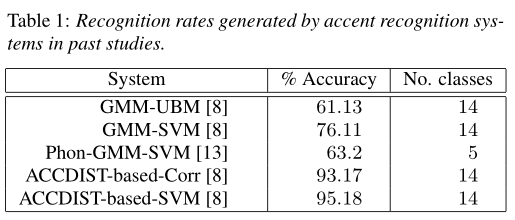 Table 1: Recognition rates generated by accent recognition sys-
tems in past studies.
System % Accuracy No. classes
GMM-UBM [8] 61.13 14
GMM-SVM [8] 76.11 14
Phon-GMM-SVM [13] 63.2 5
ACCDIST-based-Corr [8] 93.17 14
ACCDIST-based-SVM [8] 95.18 14